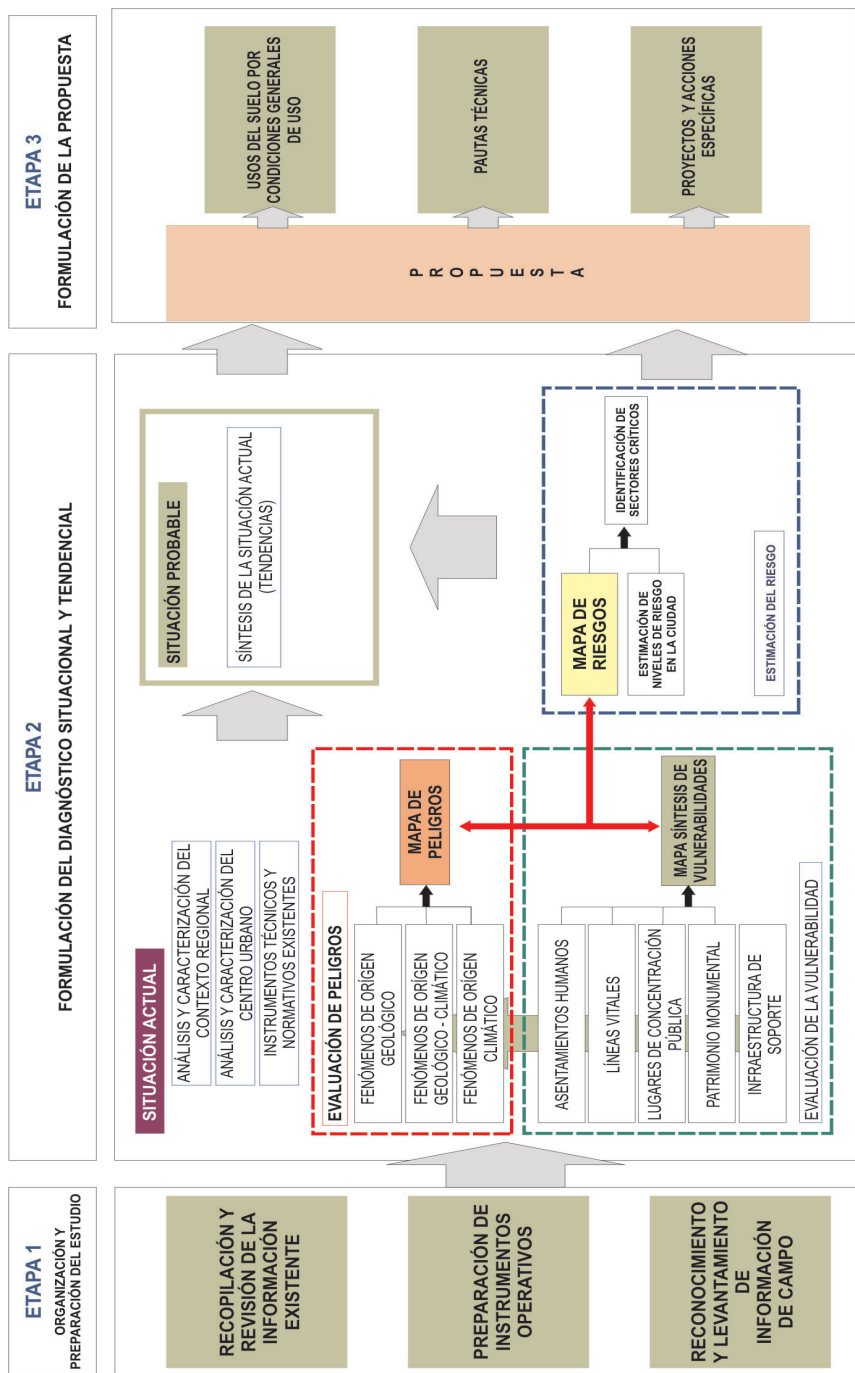 ETAPA 1
ORGANIZACIÓN Y
PREPARACIÓN DEL ESTUDIO
RECOPILACIÓN Y
REVISIÓN DE LA
INFORMACIÓN
EXISTENTE
PREPARACIÓN DE
INSTRUMENTOS
OPERATIVOS
RECONOCIMIENTO
Y LEVANTAMIENTO
DE
INFORMACIÓN
DE CAMPO
ETAPA 2
FORMULACIÓN DEL DIAGNÓSTICO SITUACIONAL Y TENDENCIAL
SITUACIÓN ACTUAL
ANÁLISIS Y CARACTERIZACIÓN DEL
CONTEXTO REGIONAL
ANÁLISIS Y CARACTERIZACIÓN DEL
CENTRO URBANO
INSTRUMENTOS TÉCNICOS Y
NORMATIVOS EXISTENTES
EVALUACIÓN DE PELIGROS
FENÓMENOS DE ORÍGEN
GEOLÓGICO
FENÓMENOS DE ORÍGEN
GEOLÓGICO - CLIMÁTICO
FENÓMENOS DE ORÍGEN
CLIMÁTICO
MAPA DE
PELIGROS
ASENTAMIENTOS HUMANOS
LÍNEAS VITALES
LUGARES DE CONCENTRACIÓN
PÚBLICA
PATRIMONIO MONUMENTAL
INFRAESTRUCTURA DE
SOPORTE
MAPA SÍNTESIS DE
VULNERABILIDADES
EVALUACIÓN DE LA VULNERABILIDAD
SITUACIÓN PROBABLE
SÍNTESIS DE LA SITUACIÓN ACTUAL
(TENDENCIAS)
MAPA DE
RIESGOS
ESTIMACIÓN DE
NIVELES DE RIESGO
EN LA CIUDAD
IDENTIFICACIÓN DE
SECTORES CRÍTICOS
ESTIMACIÓN DEL RIESGO
ETAPA 3
FORMULACIÓN DE LA PROPUESTA
P R O P U E S T A
USOS DEL SUELO POR
CONDICIONES GENERALES
DE USO
PAUTAS TÉCNICAS
PROYECTOS Y ACCIONES
ESPECÍFICAS